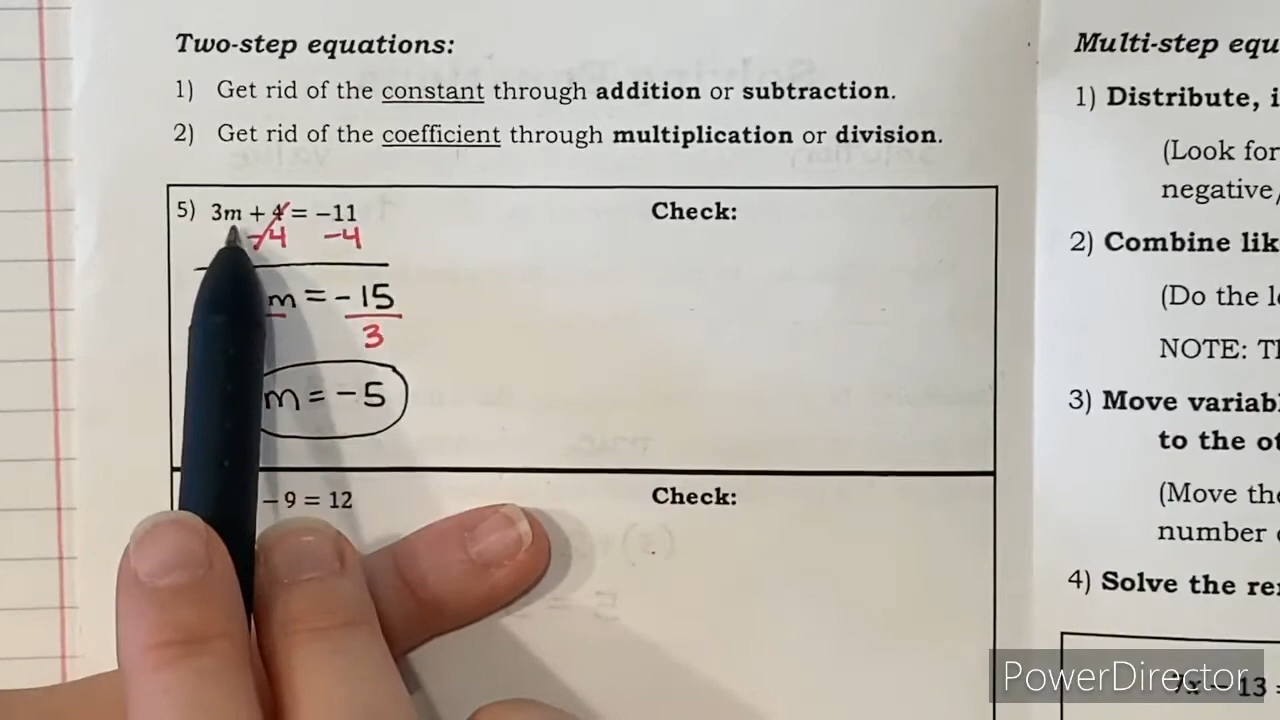 Two-step equations:
1) Get rid of the constant through addition or subtraction.
2) Get rid of the coefficient through multiplication or division.
5) 3m + 4 = −11
-4 -4
m = -15
3
m = -5
Check:
− 9 = 12
Check:
Multi-step equ
1) Distribute, i
(Look for
negative/
2) Combine lik
(Do the l
NOTE: T
3) Move variab
to the ot
(Move the
number
4) Solve the re
7x − 13 =
PowerDirector